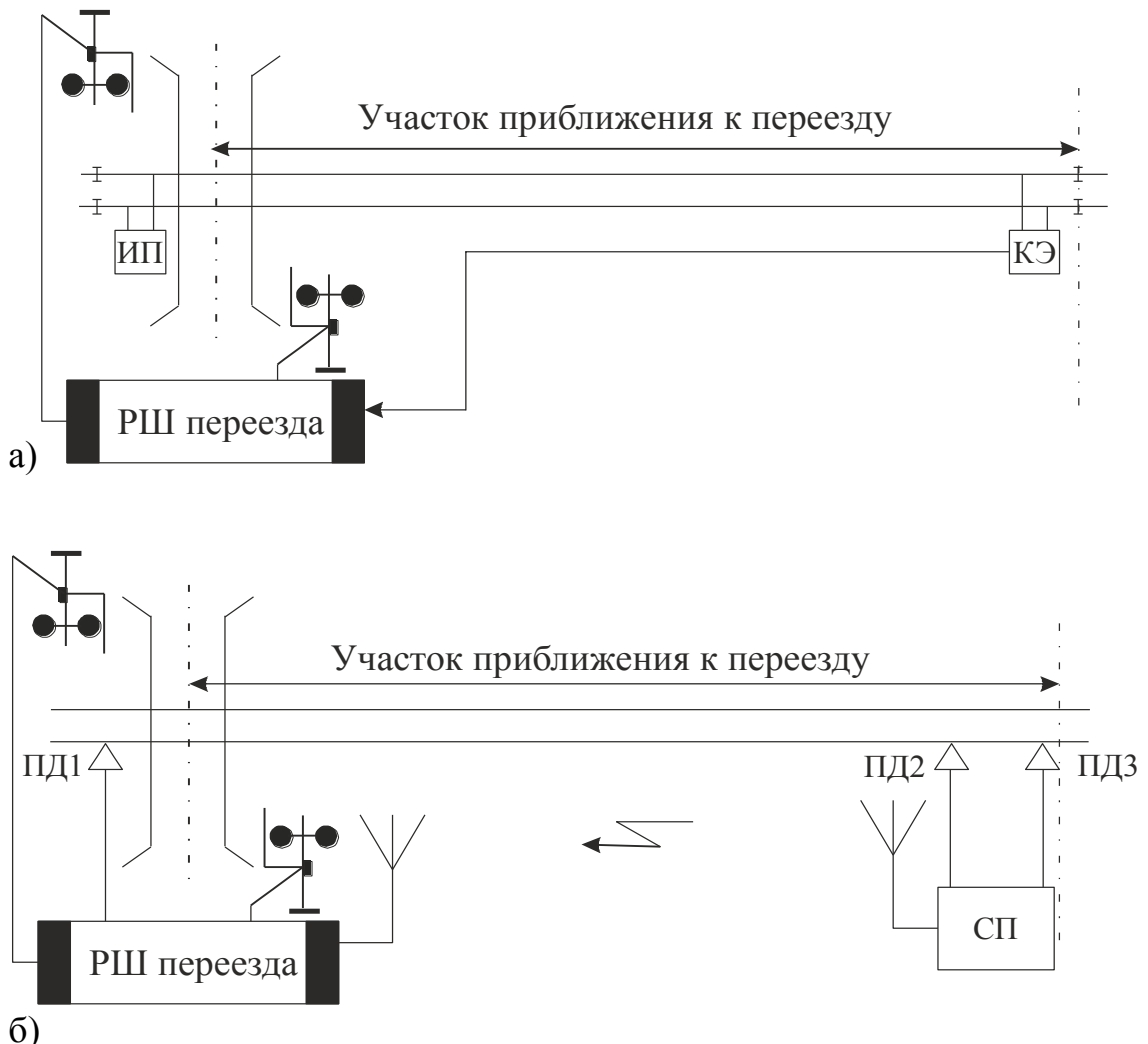 Участок приближения к переезду
ИП
КЭ
РШ переезда
а)
Участок приближения к переезду
ПД1
ПД2
ПД3
СП
РШ переезда
б)